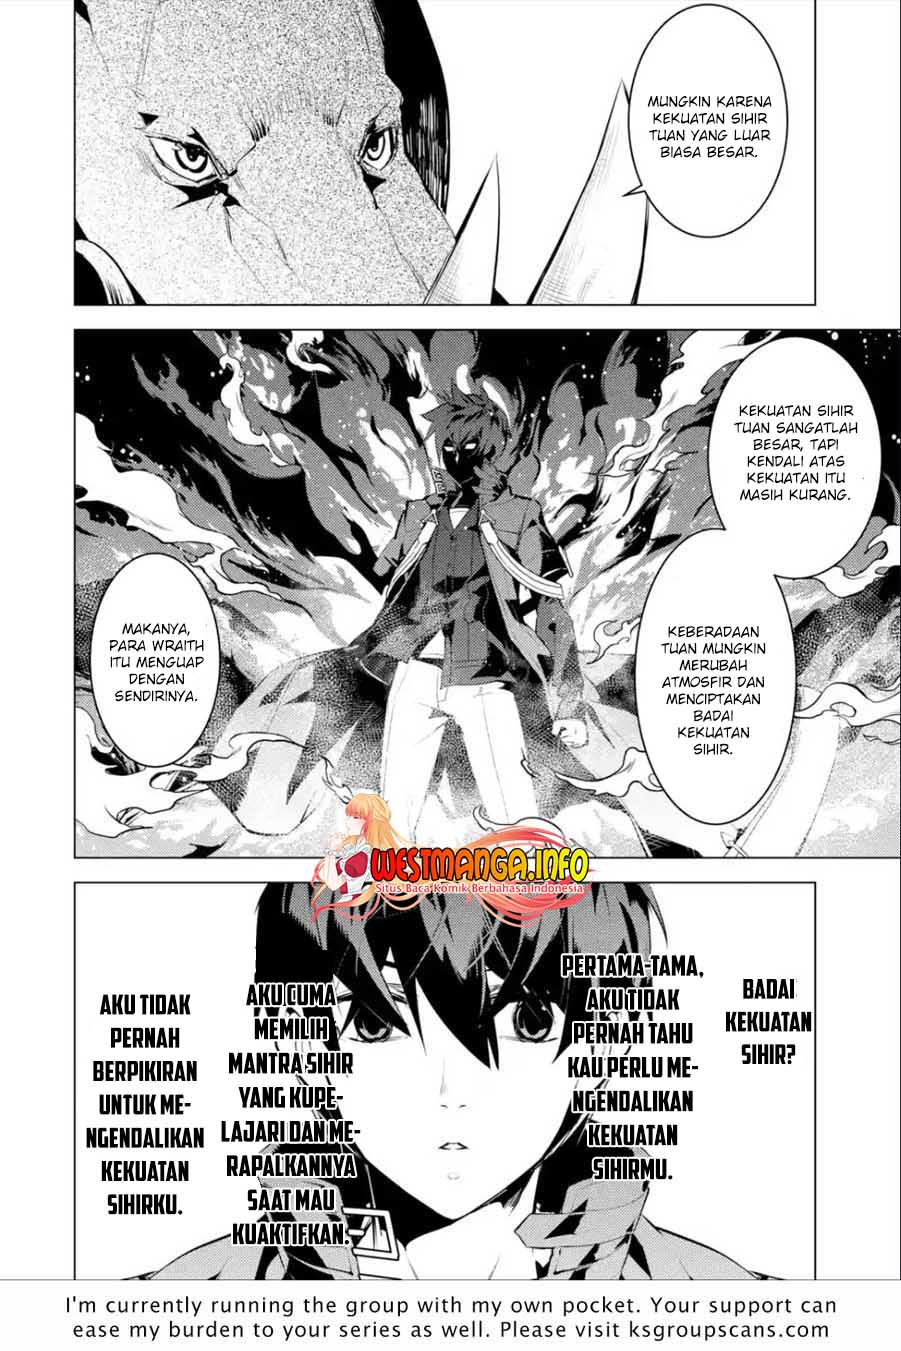 MUNGKIN KARENA
KEKUATAN SIHIR
TUAN YANG LUAR
BIASA BESAR.
KEKUATAN SIHIR
TUAN SANGATLAH
BESAR, TAPI
KENDALI ATAS
KEKUATAN ITU
MASIH KURANG.
KEBERADAAN
TUAN MUNGKIN
MERUBAH
ATMOSFIR DAN
MENCIPTAKAN
BADAI
KEKUATAN
SIHIR.
MAKANYA,
PARA WRAITH
ITU MENGUAP
DENGAN
SENDIRINYA.
WESTMANGA.INFO
Situs Baca Komik Berbahasa Indonesia
BADAI
KEKUATAN
SIHIR?
PERTAMA-TAMA,
AKU TIDAK
PERNAH TAHU
KAU PERLU ME-
NGENDALIKAN
KEKUATAN
SIHIRMU.
AKU CUMA
MEMILIH
MANTRA SIHIR
YANG KUPE-
LAJARI DAN ME-
RAPALKANNYA
SAAT MAU
KUAKTIFKAN.
AKU TIDAK
PERNAH
BERPIKIRAN
UNTUK ME-
NGENDALIKAN
KEKUATAN
SIHIRKU.
I'm currently running the group with my own pocket. Your support can
ease my burden to your series as well. Please visit ksgroupscans.com